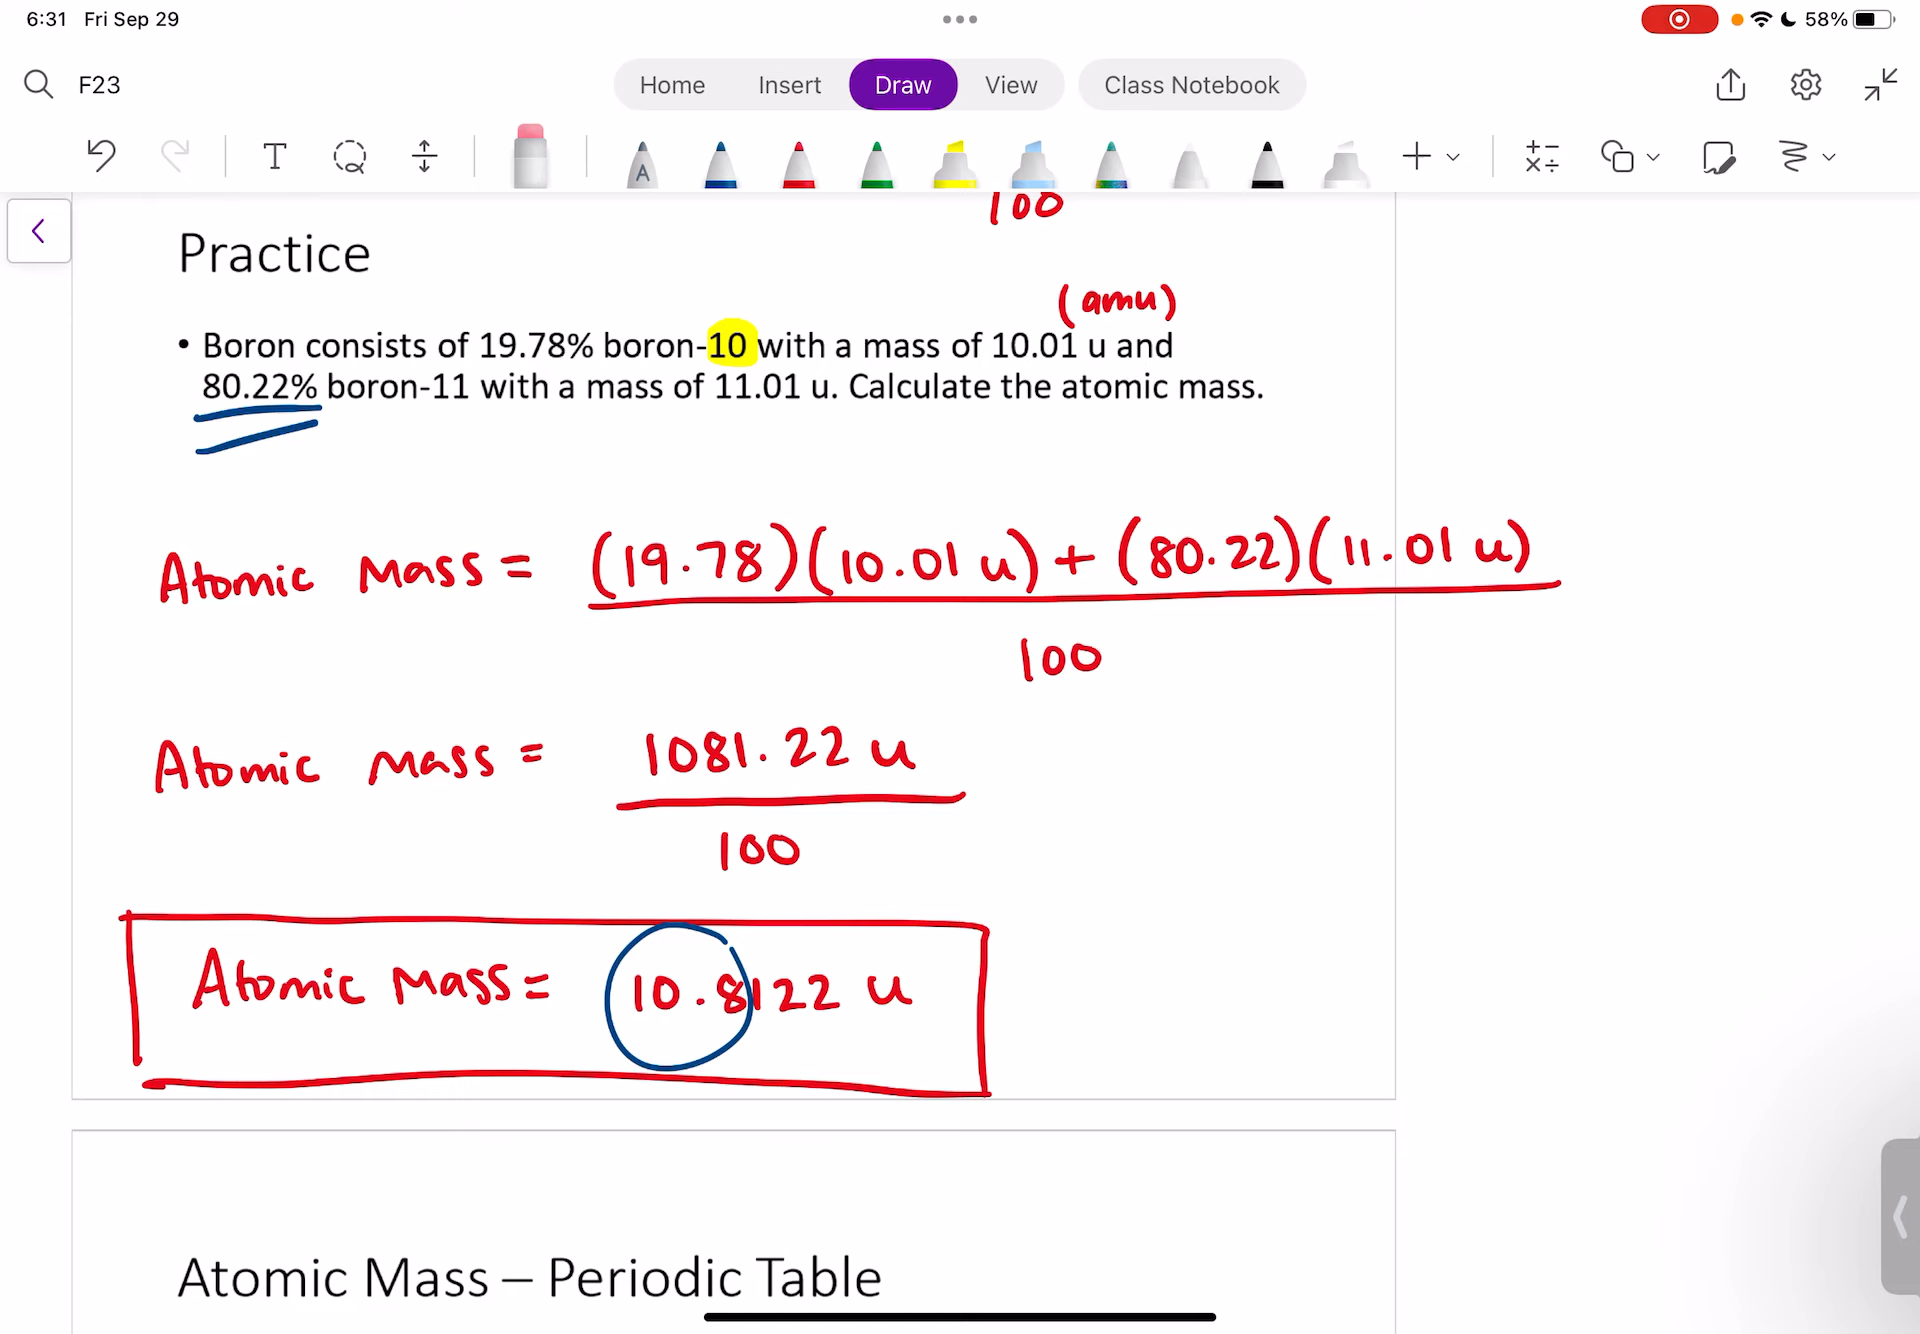 6:31 Fri Sep 29
58%
F23
Home Insert Draw View Class Notebook
T
A
100
Practice
(amu)
• Boron consists of 19.78% boron-10 with a mass of 10.01 u and
80.22% boron-11 with a mass of 11.01 u. Calculate the atomic mass.
Atomic Mass = (19.78)(10.01 u) + (80.22)(11.01 u)
100
Atomic Mass = 1081.22 u
100
Atomic Mass = 10.8122 u
Atomic Mass – Periodic Table